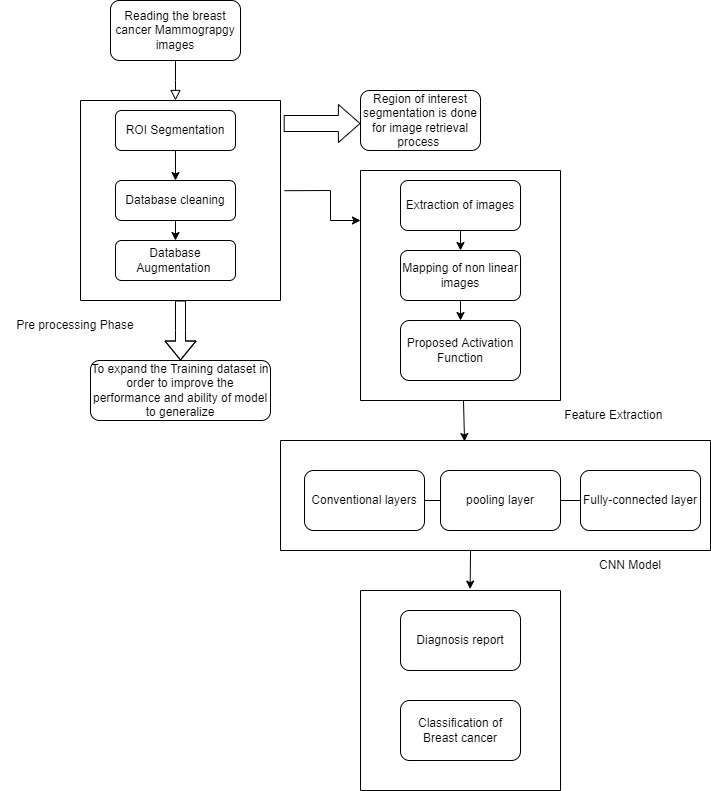 Reading the breast
cancer Mammograpgy
images
ROI Segmentation
Region of interest
segmentation is done
for image retrieval
process
Database cleaning
Database
Augmentation
Pre processing Phase
To expand the Training dataset in
order to improve the
performance and ability of model
to generalize
Extraction of images
Mapping of non linear
images
Proposed Activation
Function
Feature Extraction
Conventional layers
pooling layer
Fully-connected layer
CNN Model
Diagnosis report
Classification of
Breast cancer